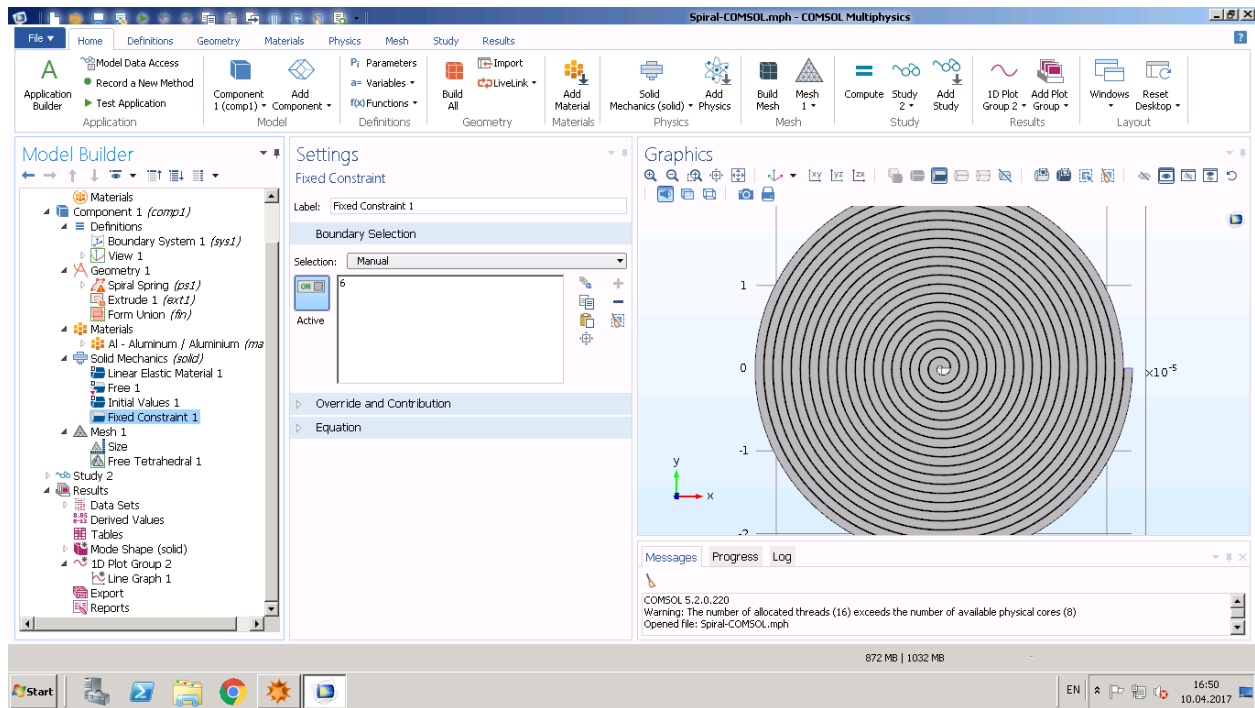 Spiral-COMSOL.mph - COMSOL Multiphysics
File Home Definitions Geometry Materials Physics Mesh Study Results
Application Builder
Model Data Access
Record a New Method
Test Application
Application
Component 1 (comp1)
Add Component
Model
Pi Parameters
a= Variables
f(x) Functions
Definitions
Build All
Import
LiveLink
Geometry
Add Material
Materials
Solid Mechanics (solid)
Add Physics
Physics
Build Mesh
Mesh 1
Mesh
Compute
Study 2
Add Study
Study
1D Plot Group 2
Add Plot Group
Results
Windows
Reset Desktop
Layout
Model Builder
Materials
Component 1 (comp1)
Definitions
Boundary System 1 (sys1)
View 1
Geometry 1
Spiral Spring (ps1)
Extrude 1 (ext1)
Form Union (fin)
Materials
Al - Aluminum / Aluminium (ma
Solid Mechanics (solid)
Linear Elastic Material 1
Free 1
Initial Values 1
Fixed Constraint 1
Mesh 1
Size
Free Tetrahedral 1
Study 2
Results
Data Sets
8.85
e-12
Derived Values
Tables
Mode Shape (solid)
1D Plot Group 2
Line Graph 1
Export
Reports
Settings
Fixed Constraint
Label: Fixed Constraint 1
Boundary Selection
Selection: Manual
ON
Active
6
Override and Contribution
Equation
Graphics
xy yz zx
1
0
-1
-2
×10⁻⁵
y
x
Messages Progress Log
COMSOL 5.2.0.220
Warning: The number of allocated threads (16) exceeds the number of available physical cores (8)
Opened file: Spiral-COMSOL.mph
872 MB | 1032 MB
Start
EN
16:50
10.04.2017